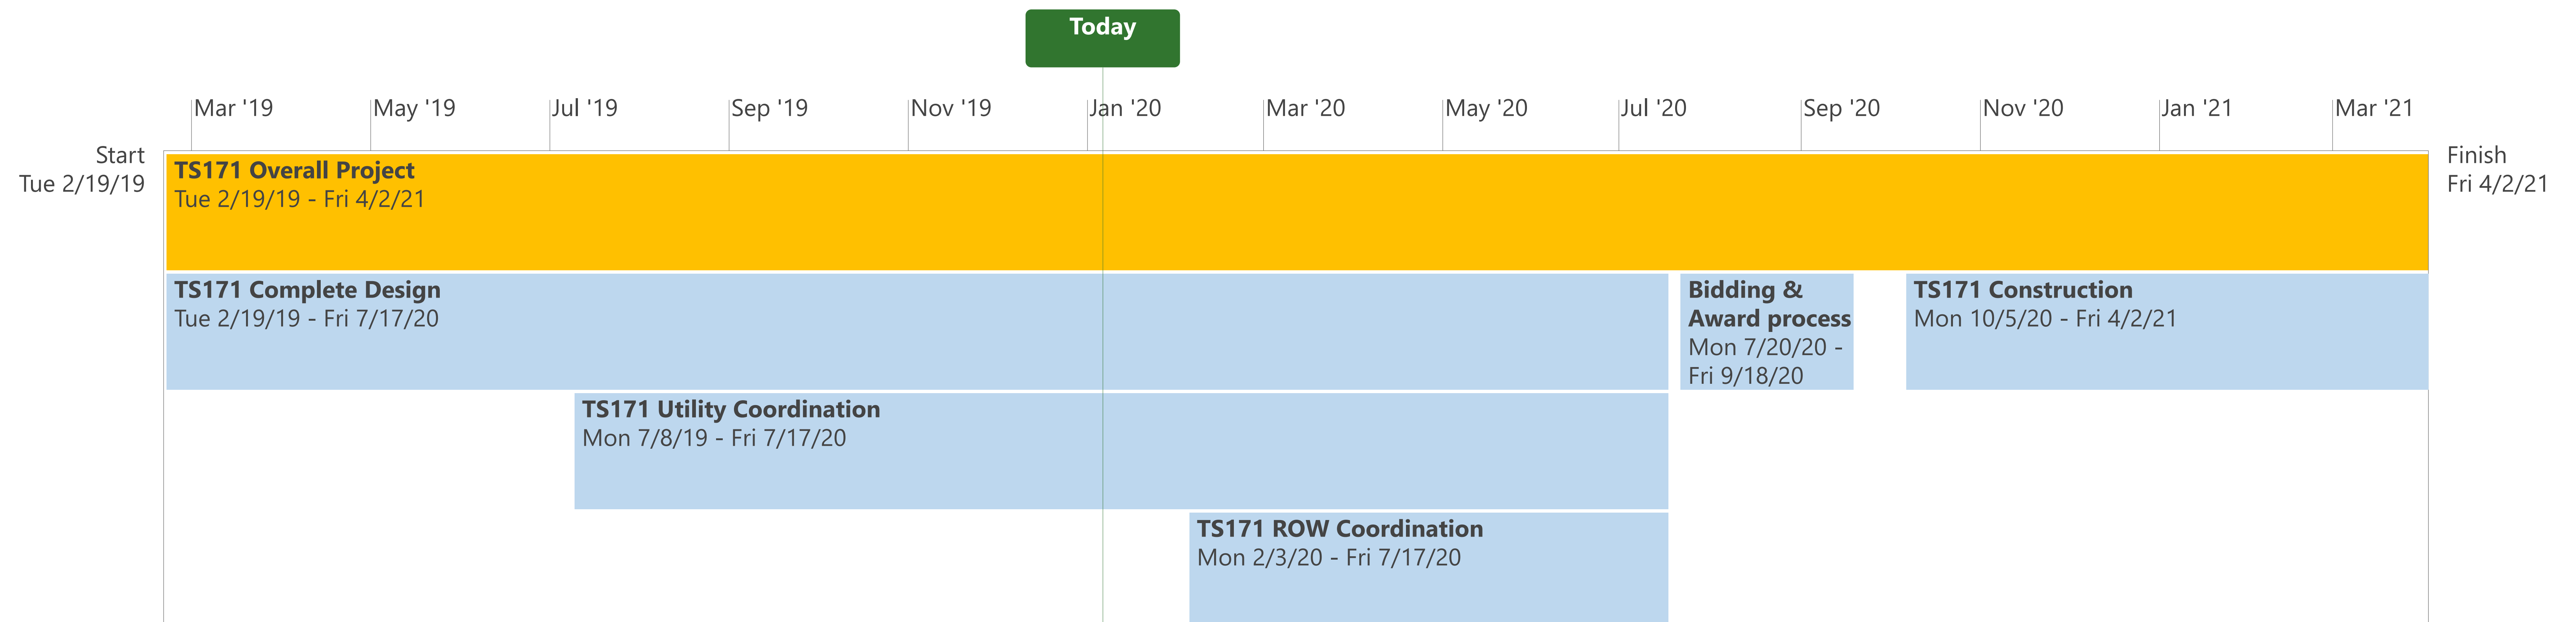 Today
Mar '19
May '19
Jul '19
Sep '19
Nov '19
Jan '20
Mar '20
May '20
Jul '20
Sep '20
Nov '20
Jan '21
Mar '21
Start
Tue 2/19/19
Finish
Fri 4/2/21
TS171 Overall Project
Tue 2/19/19 - Fri 4/2/21
TS171 Complete Design
Tue 2/19/19 - Fri 7/17/20
Bidding &
Award process
Mon 7/20/20 -
Fri 9/18/20
TS171 Construction
Mon 10/5/20 - Fri 4/2/21
TS171 Utility Coordination
Mon 7/8/19 - Fri 7/17/20
TS171 ROW Coordination
Mon 2/3/20 - Fri 7/17/20